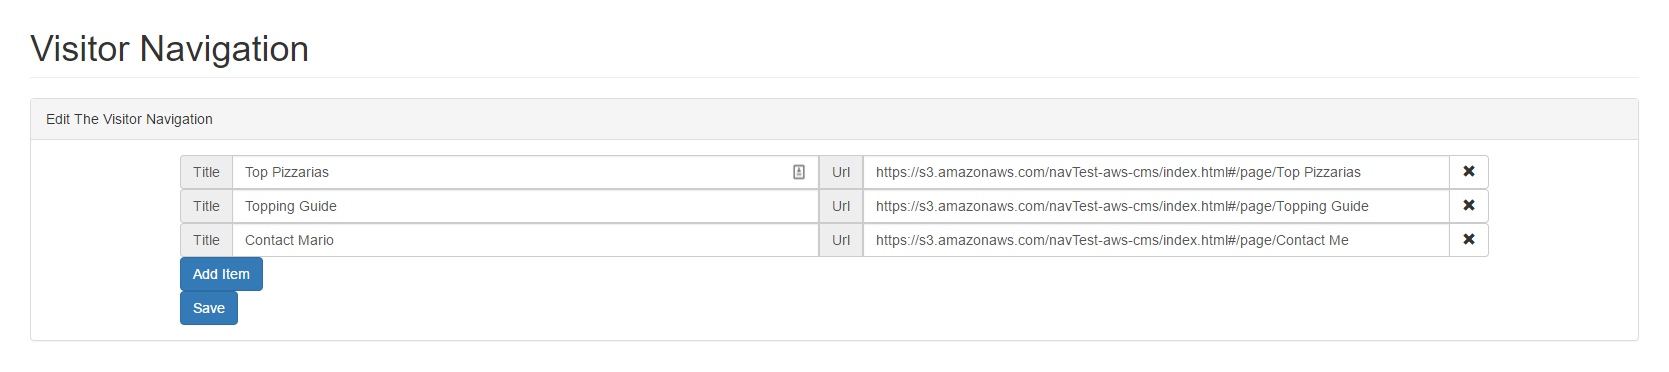 Visitor Navigation
Edit The Visitor Navigation
Title Top Pizzarias Url https://s3.amazonaws.com/navTest-aws-cms/index.html#/page/Top Pizzarias
Title Topping Guide Url https://s3.amazonaws.com/navTest-aws-cms/index.html#/page/Topping Guide
Title Contact Mario Url https://s3.amazonaws.com/navTest-aws-cms/index.html#/page/Contact Me
Add Item
Save